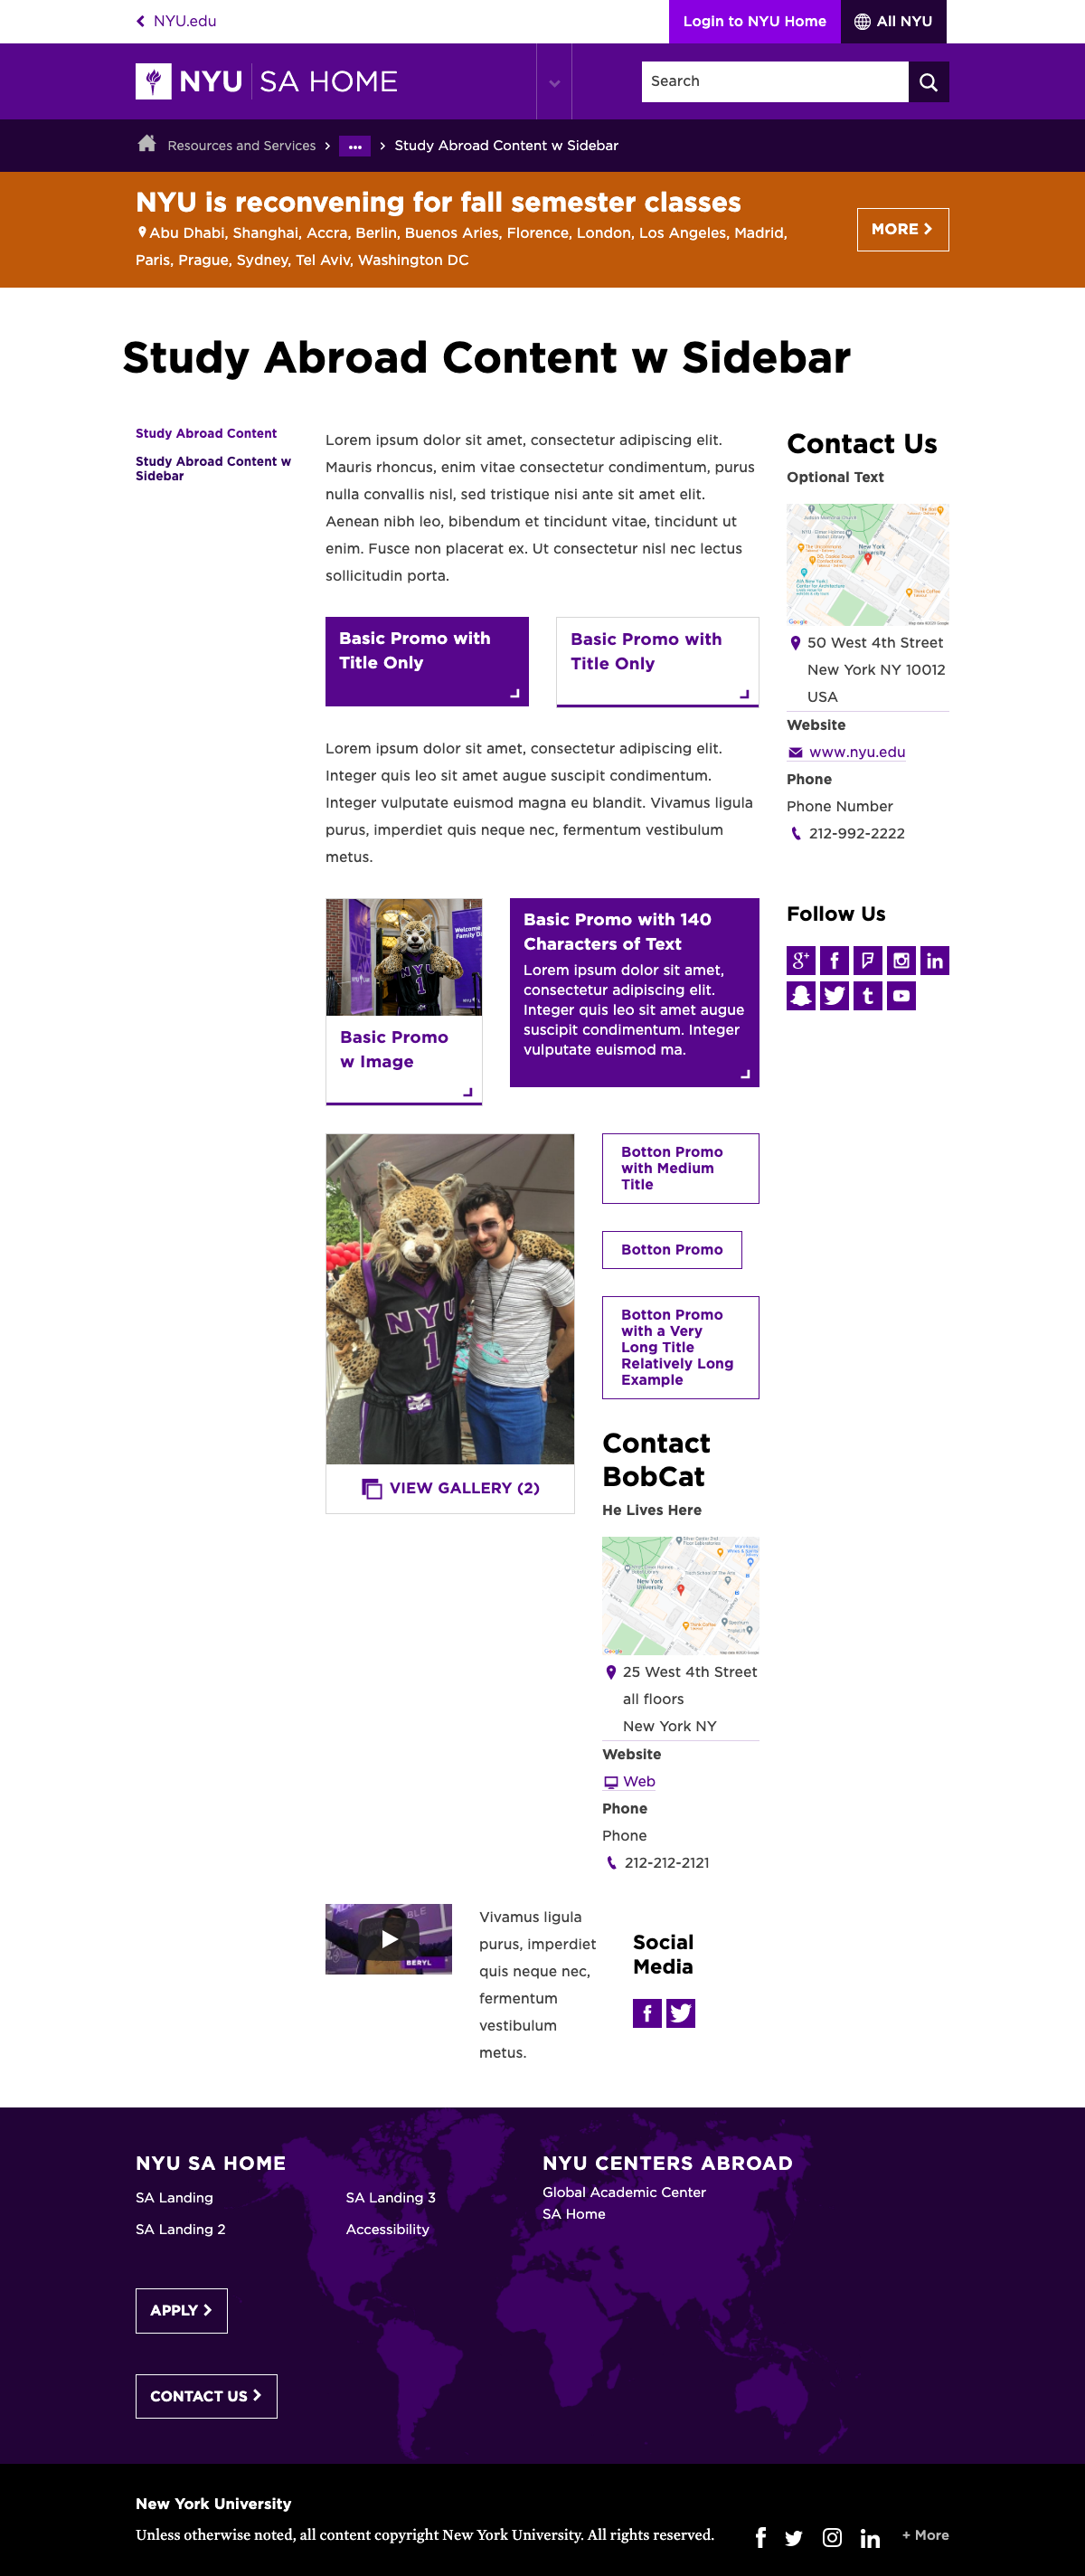 NYU.edu
Login to NYU Home
All NYU
NYU SA HOME
Search
Resources and Services
Study Abroad Content w Sidebar
NYU is reconvening for fall semester classes
Abu Dhabi, Shanghai, Accra, Berlin, Buenos Aries, Florence, London, Los Angeles, Madrid,
Paris, Prague, Sydney, Tel Aviv, Washington DC
MORE
Study Abroad Content w Sidebar
Study Abroad Content
Study Abroad Content w
Sidebar
Lorem ipsum dolor sit amet, consectetur adipiscing elit.
Mauris rhoncus, enim vitae consectetur condimentum, purus
nulla convallis nisl, sed tristique nisi ante sit amet elit.
Aenean nibh leo, bibendum et tincidunt vitae, tincidunt ut
enim. Fusce non placerat ex. Ut consectetur nisl nec lectus
sollicitudin porta.
Basic Promo with
Title Only
Basic Promo with
Title Only
Lorem ipsum dolor sit amet, consectetur adipiscing elit.
Integer quis leo sit amet augue suscipit condimentum.
Integer vulputate euismod magna eu blandit. Vivamus ligula
purus, imperdiet quis neque nec, fermentum vestibulum
metus.
NYU
1
Basic Promo
w Image
Basic Promo with 140
Characters of Text
Lorem ipsum dolor sit amet,
consectetur adipiscing elit.
Integer quis leo sit amet augue
suscipit condimentum. Integer
vulputate euismod ma.
NYU
1
VIEW GALLERY (2)
Botton Promo
with Medium
Title
Botton Promo
Botton Promo
with a Very
Long Title
Relatively Long
Example
Contact
BobCat
He Lives Here
New York
University
Google
25 West 4th Street
all floors
New York NY
Website
Web
Phone
Phone
212-212-2121
BERYL
Vivamus ligula
purus, imperdiet
quis neque nec,
fermentum
vestibulum
metus.
Social
Media
Contact Us
Optional Text
New York
University
Google
50 West 4th Street
New York NY 10012
USA
Website
www.nyu.edu
Phone
Phone Number
212-992-2222
Follow Us
NYU SA HOME
SA Landing
SA Landing 2
SA Landing 3
Accessibility
NYU CENTERS ABROAD
Global Academic Center
SA Home
APPLY
CONTACT US
New York University
Unless otherwise noted, all content copyright New York University. All rights reserved.
+ More